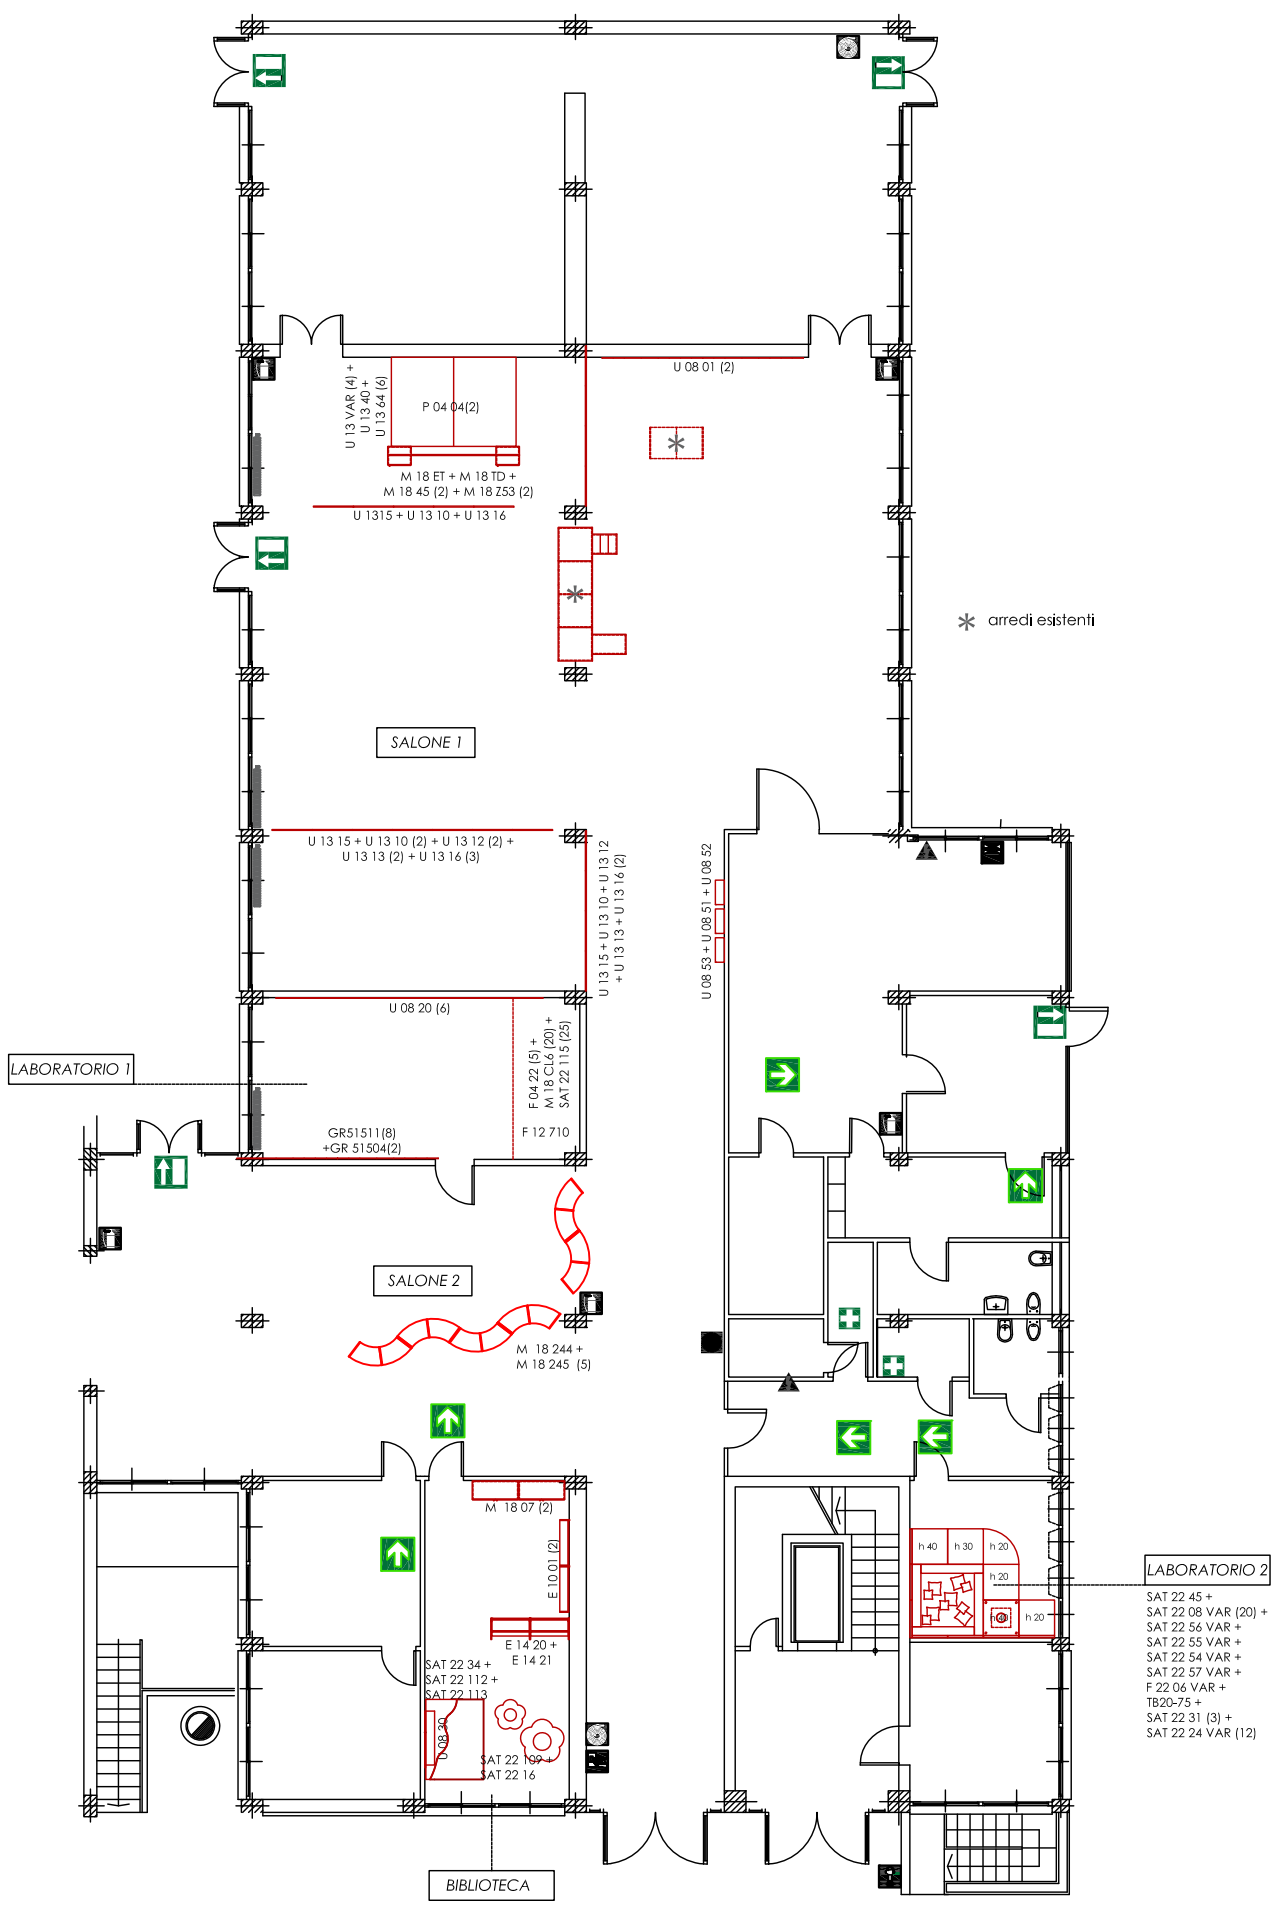 U 08 01 (2)
U 13 VAR (4) +
U 13 40 +
U 13 64 (6)
P 04 04(2)
M 18 ET + M 18 TD +
M 18 45 (2) + M 18 Z53 (2)
U 1315 + U 13 10 + U 13 16
* arredi esistenti
SALONE 1
U 13 15 + U 13 10 (2) + U 13 12 (2) +
U 13 13 (2) + U 13 16 (3)
U 13 15 + U 13 10 + U 13 12
+ U 13 13 + U 13 16 (2)
U 08 53 + U 08 51 + U 08 52
U 08 20 (6)
LABORATORIO 1
F 04 22 (5) +
M 18 CL6 (20) +
SAT 22 115 (25)
F 12 710
GR51511(8)
+GR 51504(2)
SALONE 2
M 18 244 +
M 18 245 (5)
M 18 07 (2)
E 10 01 (2)
E 14 20 +
E 14 21
SAT 22 34 +
SAT 22 112 +
SAT 22 113
U 08 30
SAT 22 109 +
SAT 22 16
h 40
h 30
h 20
h 20
h 40
h 20
LABORATORIO 2
SAT 22 45 +
SAT 22 08 VAR (20) +
SAT 22 56 VAR +
SAT 22 55 VAR +
SAT 22 54 VAR +
SAT 22 57 VAR +
F 22 06 VAR +
TB20-75 +
SAT 22 31 (3) +
SAT 22 24 VAR (12)
BIBLIOTECA